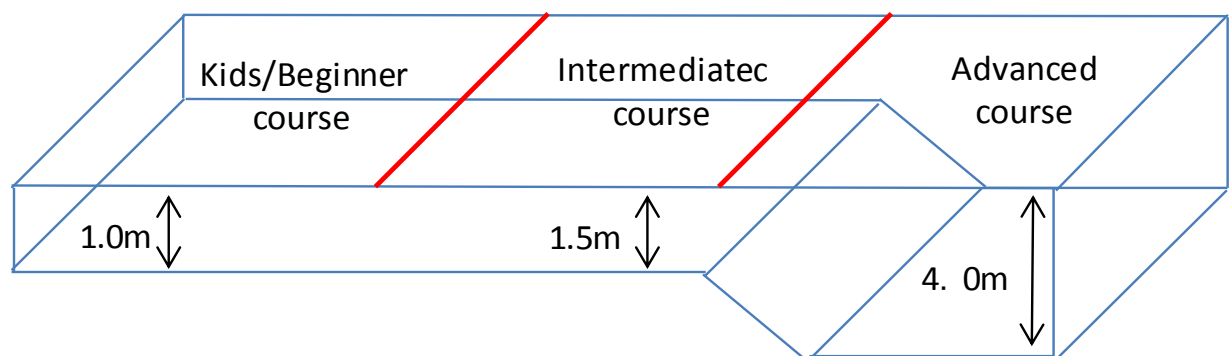 Kids/Beginner
course
Intermediatec
course
Advanced
course
1.0m
1.5m
4. 0m